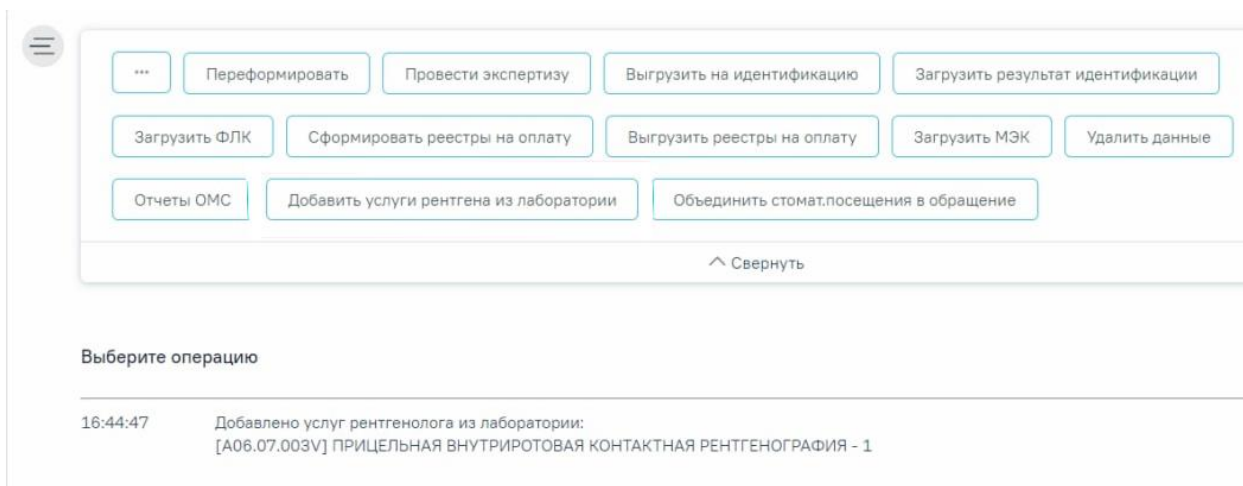 ...
Переформировать
Провести экспертизу
Выгрузить на идентификацию
Загрузить результат идентификации
Загрузить ФЛК
Сформировать реестры на оплату
Выгрузить реестры на оплату
Загрузить МЭК
Удалить данные
Отчеты ОМС
Добавить услуги рентгена из лаборатории
Объединить стомат.посещения в обращение
Свернуть
Выберите операцию
16:44:47 Добавлено услуг рентгенолога из лаборатории:
[A06.07.003V] ПРИЦЕЛЬНАЯ ВНУТРИРОТОВАЯ КОНТАКТНАЯ РЕНТГЕНОГРАФИЯ - 1